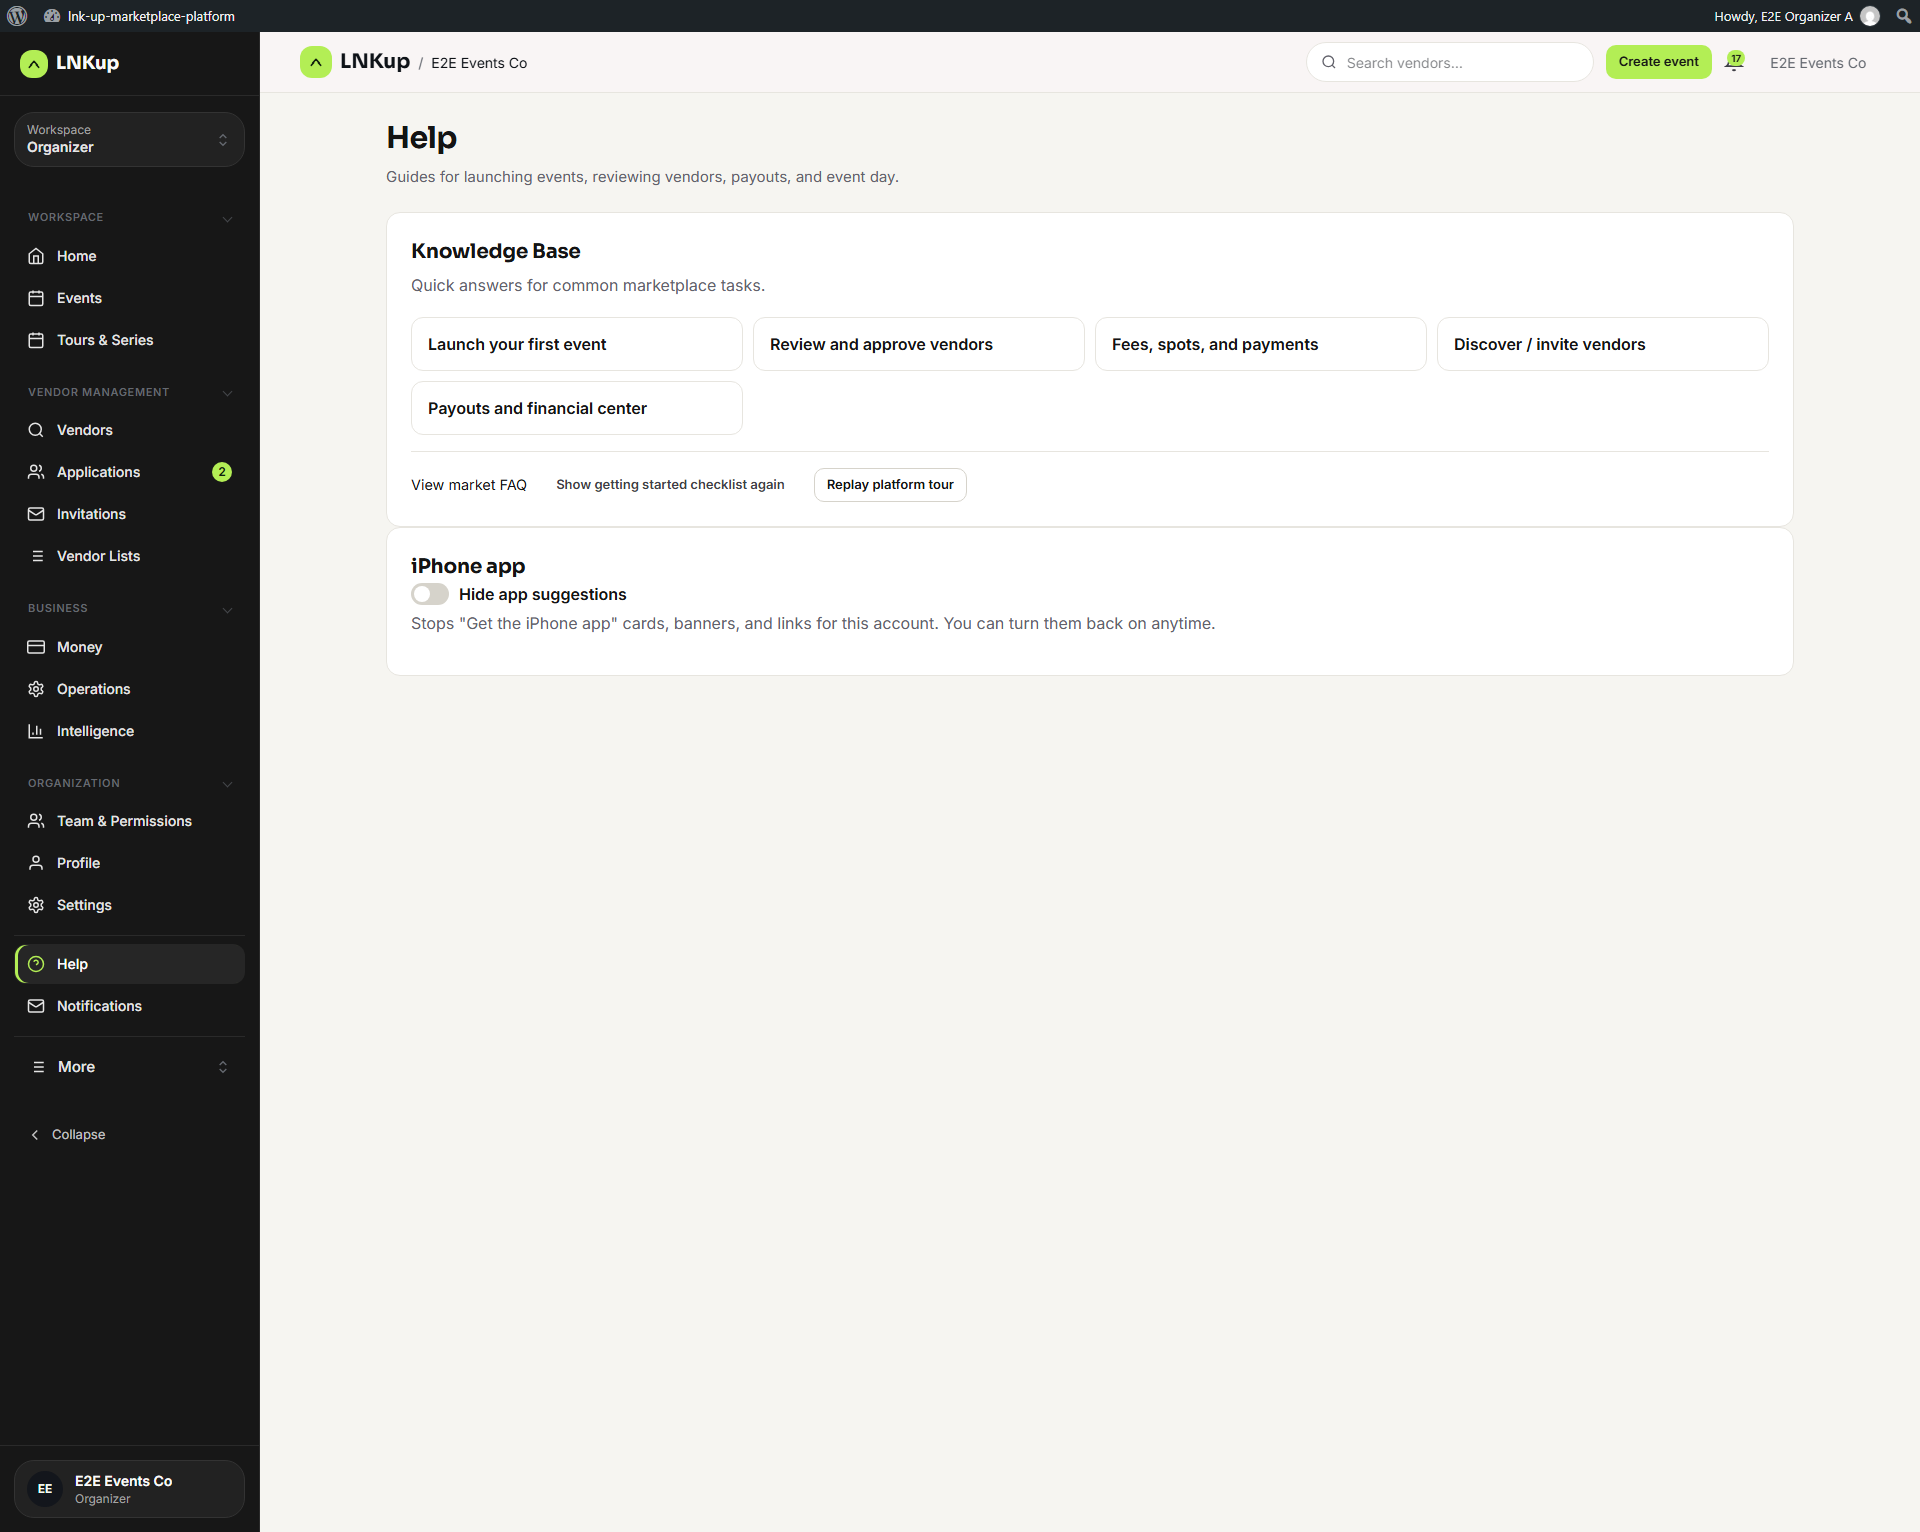 lnk-up-marketplace-platform
Howdy, E2E Organizer A
LNKup
Workspace
Organizer
WORKSPACE
Home
Events
Tours & Series
VENDOR MANAGEMENT
Vendors
Applications 2
Invitations
Vendor Lists
BUSINESS
Money
Operations
Intelligence
ORGANIZATION
Team & Permissions
Profile
Settings
Help
Notifications
More
Collapse
EE
E2E Events Co
Organizer
LNKup / E2E Events Co
Search vendors...
Create event
17
E2E Events Co
Help
Guides for launching events, reviewing vendors, payouts, and event day.
Knowledge Base
Quick answers for common marketplace tasks.
Launch your first event
Review and approve vendors
Fees, spots, and payments
Discover / invite vendors
Payouts and financial center
View market FAQ
Show getting started checklist again
Replay platform tour
iPhone app
Hide app suggestions
Stops "Get the iPhone app" cards, banners, and links for this account. You can turn them back on anytime.